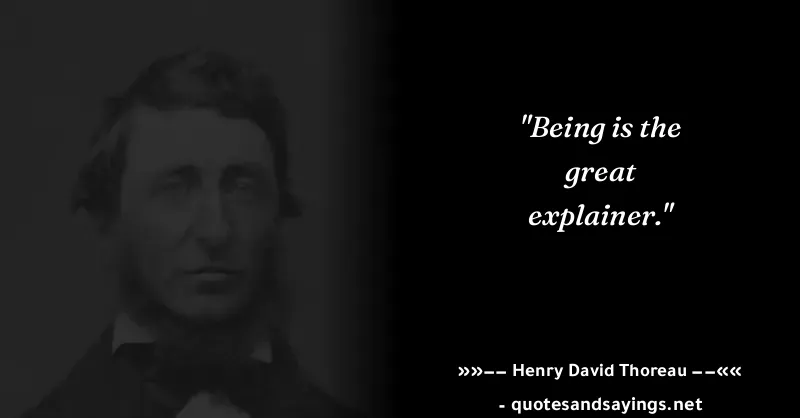 "Being is the
great
explainer."
»»−− Henry David Thoreau −−««
- quotesandsayings.net